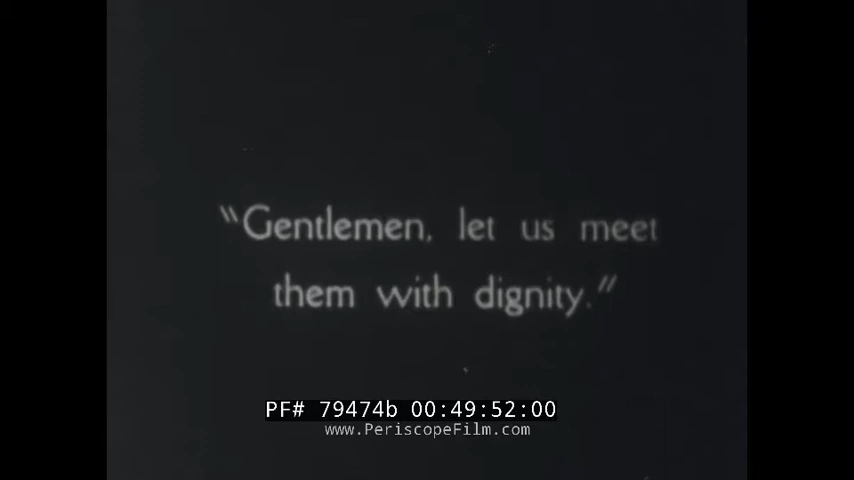 "Gentlemen, let us meet
them with dignity."
PF# 79474b 00:49:52:00
www.PeriscopeFilm.com